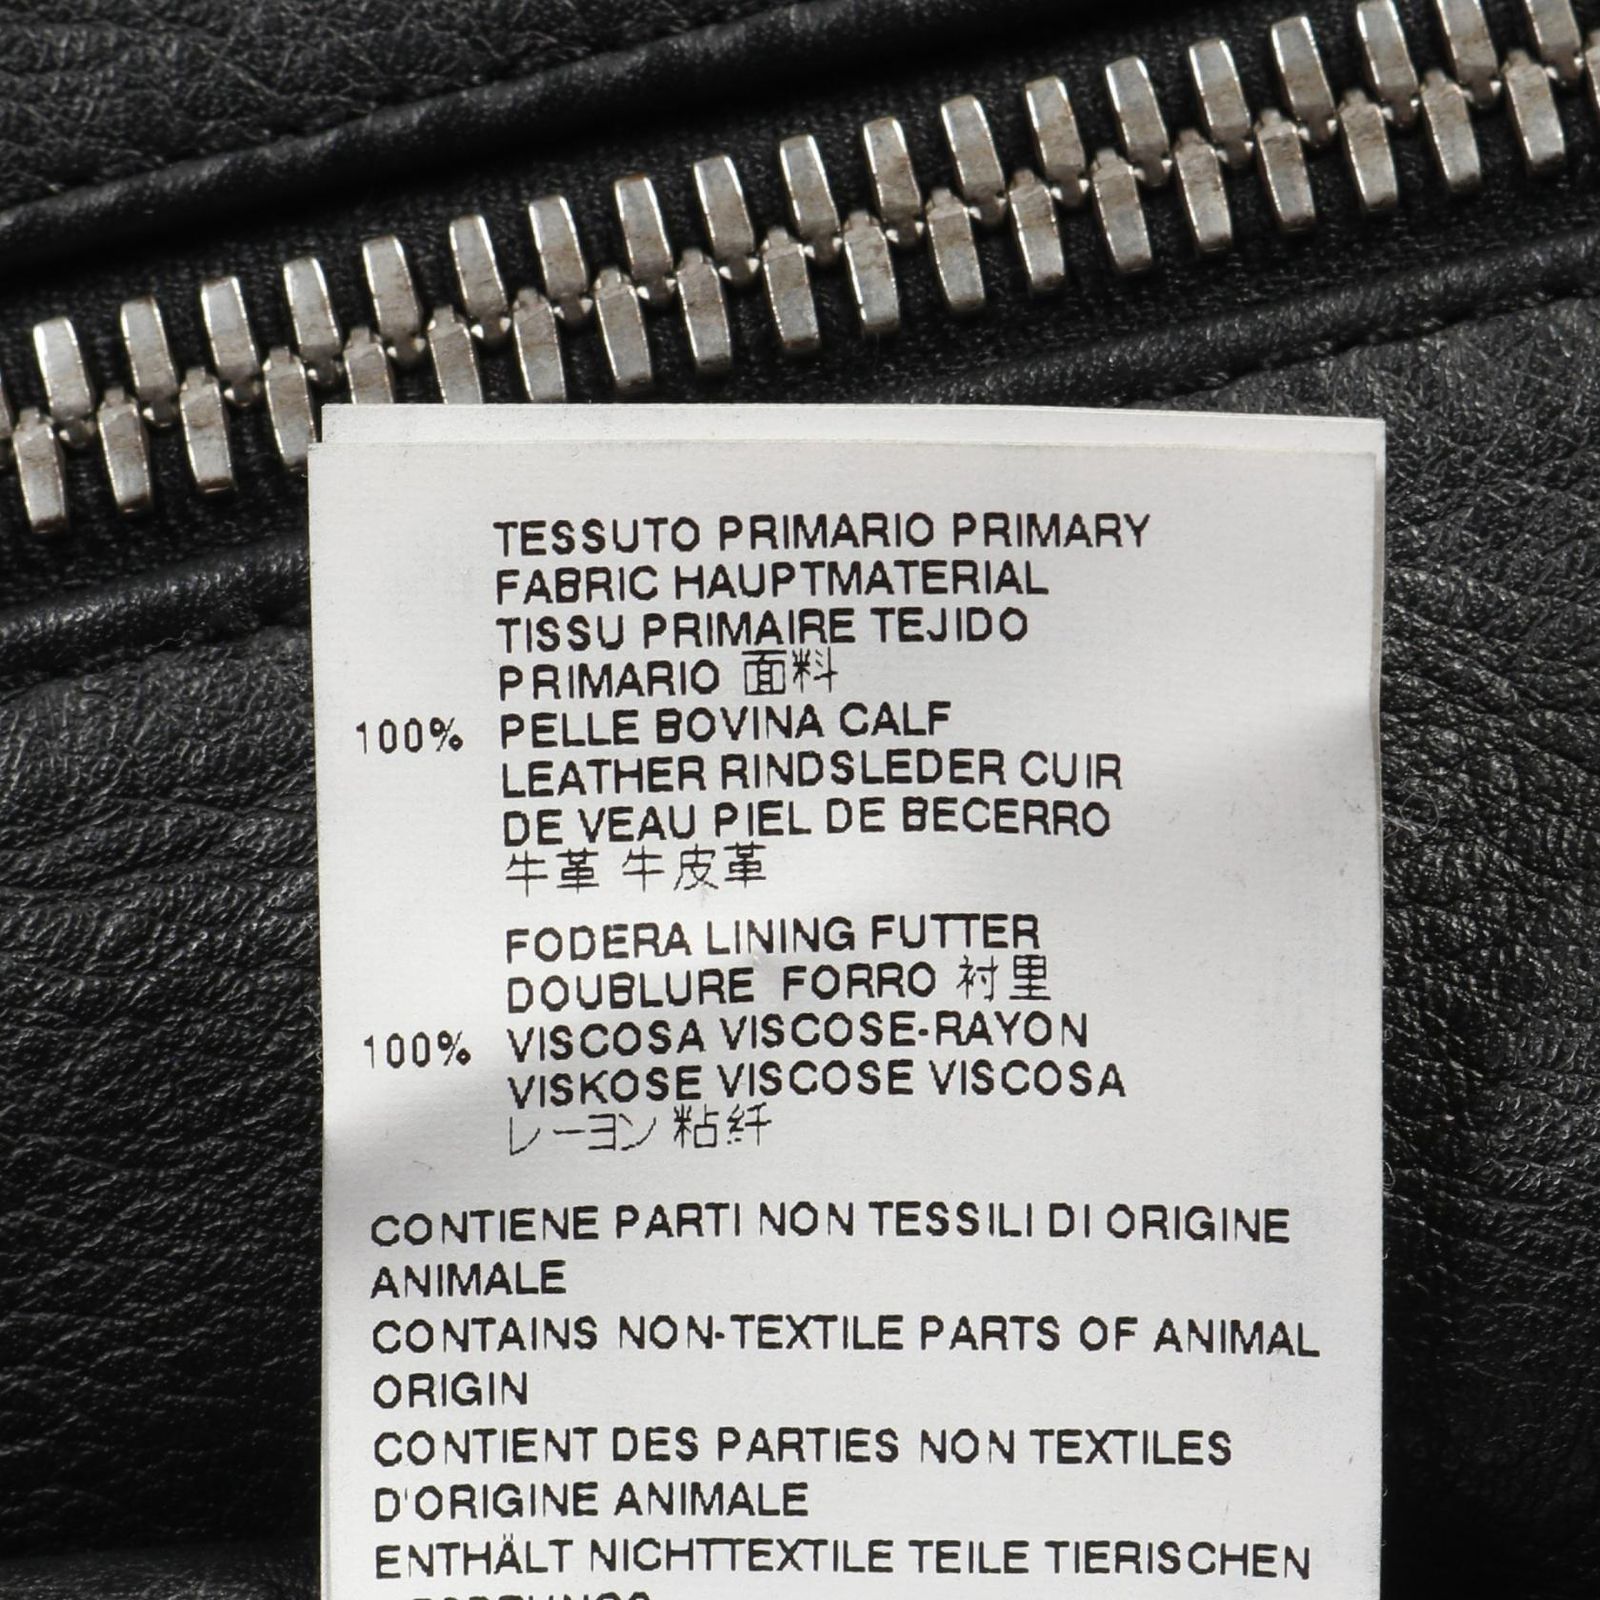 TESSUTO PRIMARIO PRIMARY
FABRIC HAUPTMATERIAL
TISSU PRIMAIRE TEJIDO
PRIMARIO 面料
100% PELLE BOVINA CALF
LEATHER RINDSLEDER CUIR
DE VEAU PIEL DE BECERRO
牛革 牛皮革
FODERA LINING FUTTER
DOUBLURE FORRO 衬里
100% VISCOSA VISCOSE-RAYON
VISKOSE VISCOSE VISCOSA
レーヨン 粘纤
CONTIENE PARTI NON TESSILI DI ORIGINE
ANIMALE
CONTAINS NON-TEXTILE PARTS OF ANIMAL
ORIGIN
CONTIENT DES PARTIES NON TEXTILES
D'ORIGINE ANIMALE
ENTHÄLT NICHTTEXTILE TEILE TIERISCHEN